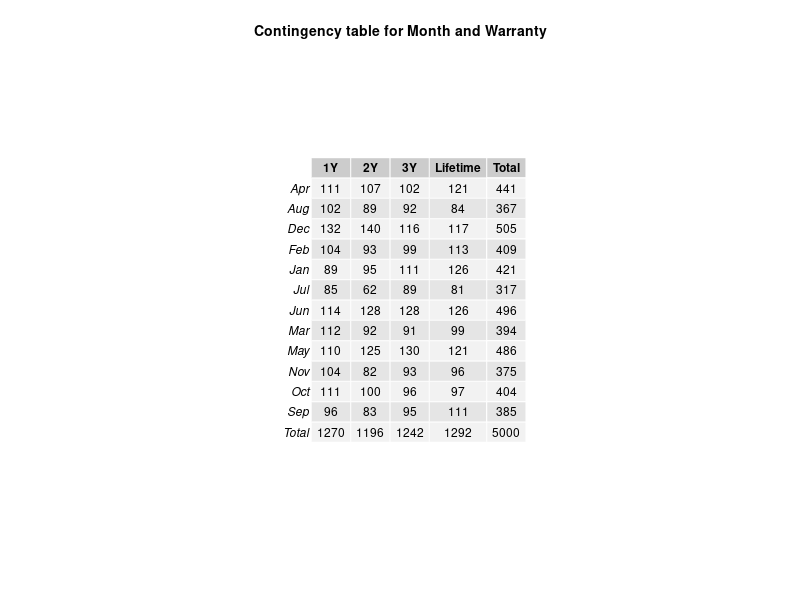 Contingency table for Month and Warranty
1Y 2Y 3Y Lifetime Total
Apr 111 107 102 121 441
Aug 102 89 92 84 367
Dec 132 140 116 117 505
Feb 104 93 99 113 409
Jan 89 95 111 126 421
Jul 85 62 89 81 317
Jun 114 128 128 126 496
Mar 112 92 91 99 394
May 110 125 130 121 486
Nov 104 82 93 96 375
Oct 111 100 96 97 404
Sep 96 83 95 111 385
Total 1270 1196 1242 1292 5000